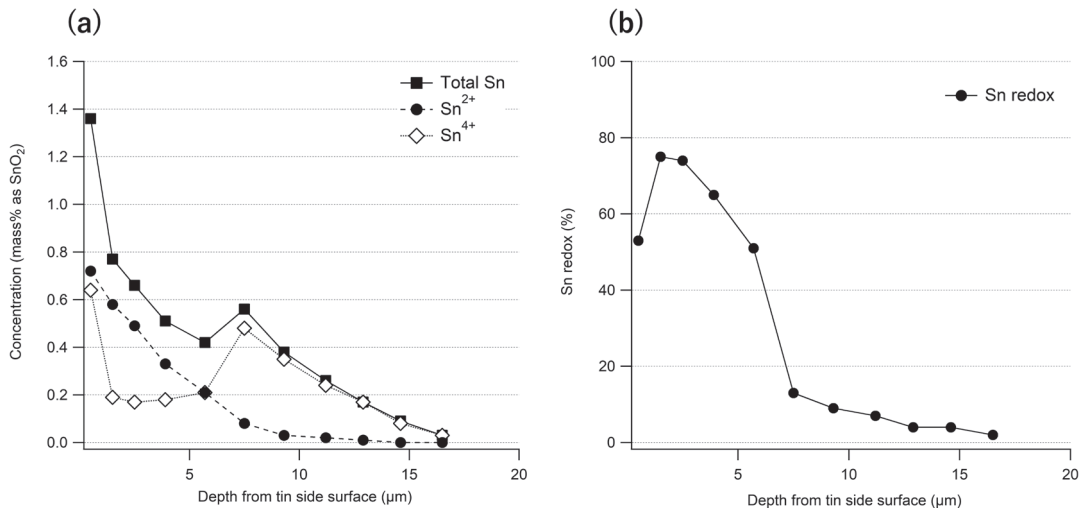 (a)
1.6
1.4
1.2
1.0
0.8
0.6
0.4
0.2
0.0
Concentration (mass% as SnO₂)
Total Sn
Sn²⁺
Sn⁴⁺
5
10
15
20
Depth from tin side surface (μm)
(b)
100
80
60
40
20
0
Sn redox (%)
Sn redox
5
10
15
20
Depth from tin side surface (μm)